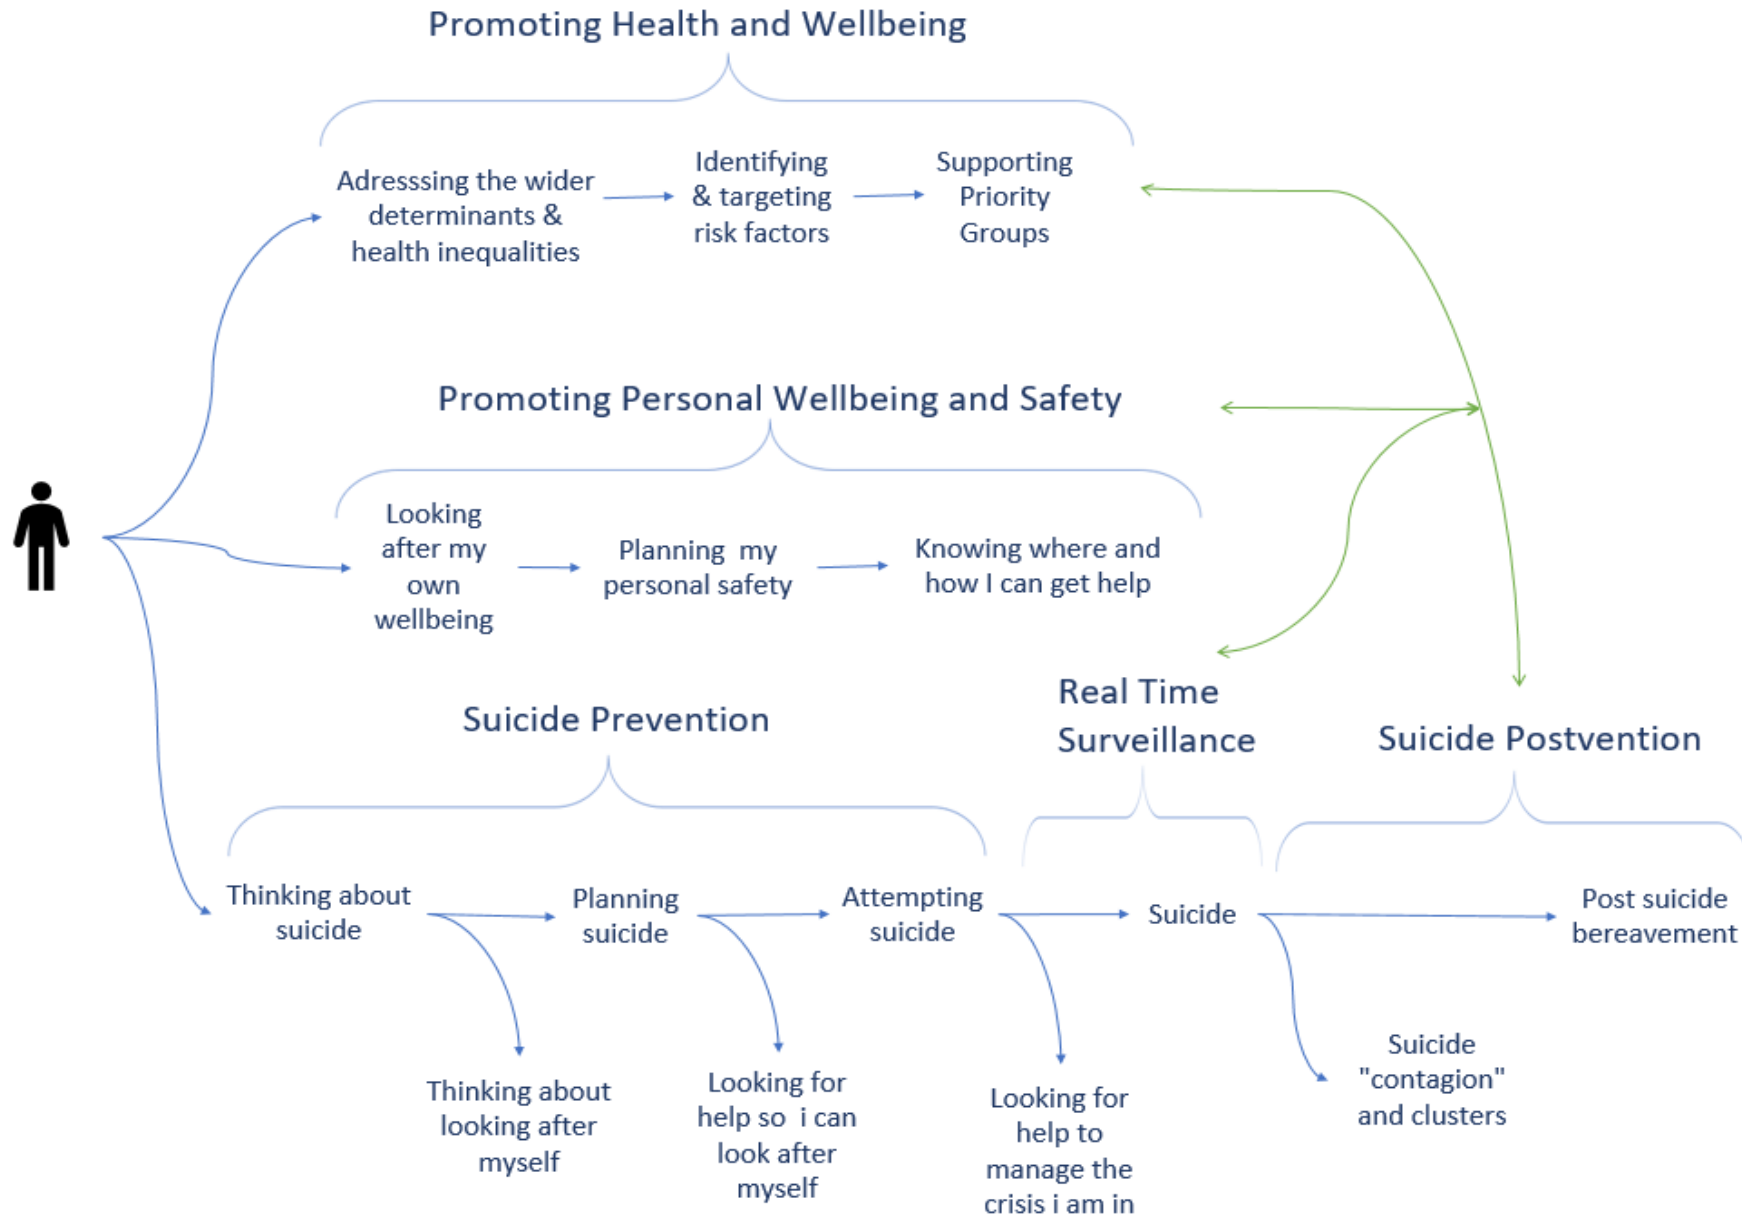 Promoting Health and Wellbeing
Adresssing the wider
determinants &
health inequalities
Identifying
& targeting
risk factors
Supporting
Priority
Groups
Promoting Personal Wellbeing and Safety
Looking
after my
own
wellbeing
Planning  my
personal safety
Knowing where and
how I can get help
Suicide Prevention
Real Time
Surveillance
Suicide Postvention
Thinking about
suicide
Planning
suicide
Attempting
suicide
Suicide
Post suicide
bereavement
Thinking about
looking after
myself
Looking for
help so  i can
look after
myself
Looking for
help to
manage the
crisis i am in
Suicide
"contagion"
and clusters